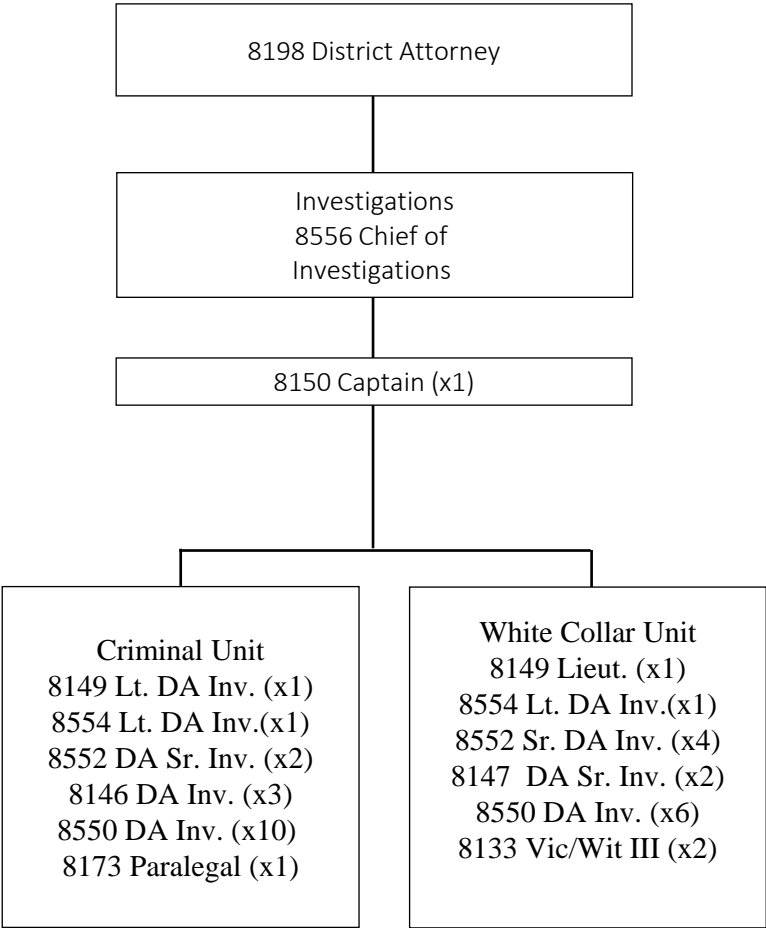 8198 District Attorney
Investigations
8556 Chief of
Investigations
8150 Captain (x1)
Criminal Unit
8149 Lt. DA Inv. (x1)
8554 Lt. DA Inv.(x1)
8552 DA Sr. Inv. (x2)
8146 DA Inv. (x3)
8550 DA Inv. (x10)
8173 Paralegal (x1)
White Collar Unit
8149 Lieut. (x1)
8554 Lt. DA Inv.(x1)
8552 Sr. DA Inv. (x4)
8147 DA Sr. Inv. (x2)
8550 DA Inv. (x6)
8133 Vic/Wit III (x2)